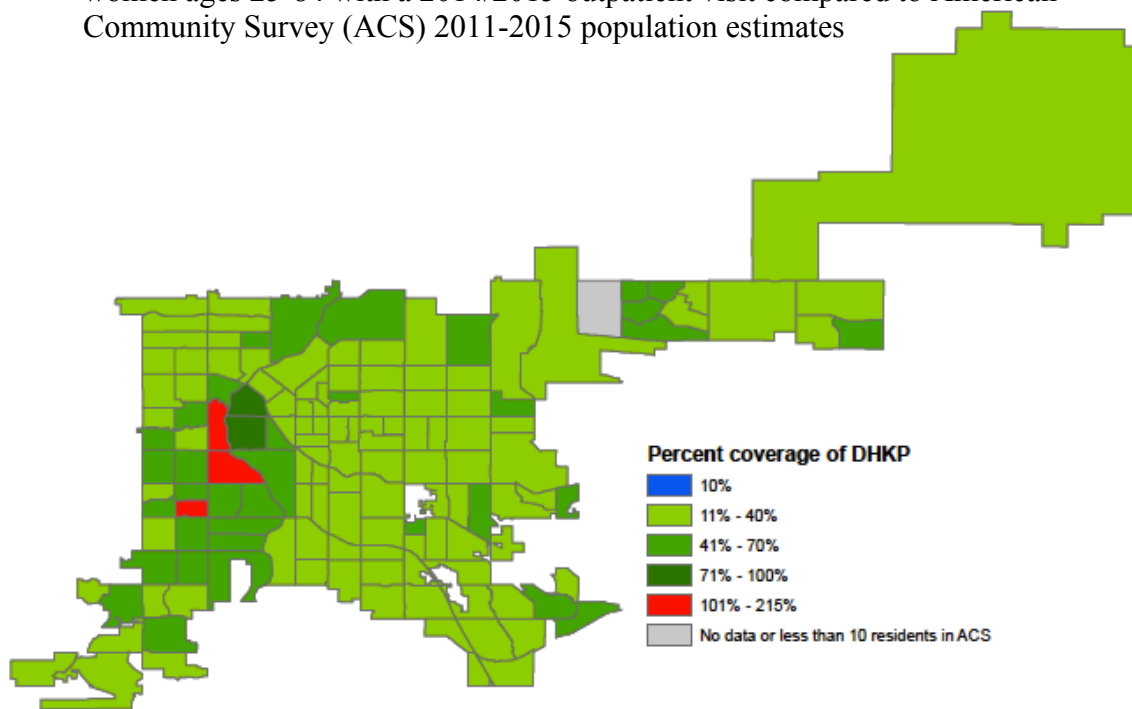 Community Survey (ACS) 2011-2015 population estimates
Percent coverage of DHKP
10%
11% - 40%
41% - 70%
71% - 100%
101% - 215%
No data or less than 10 residents in ACS